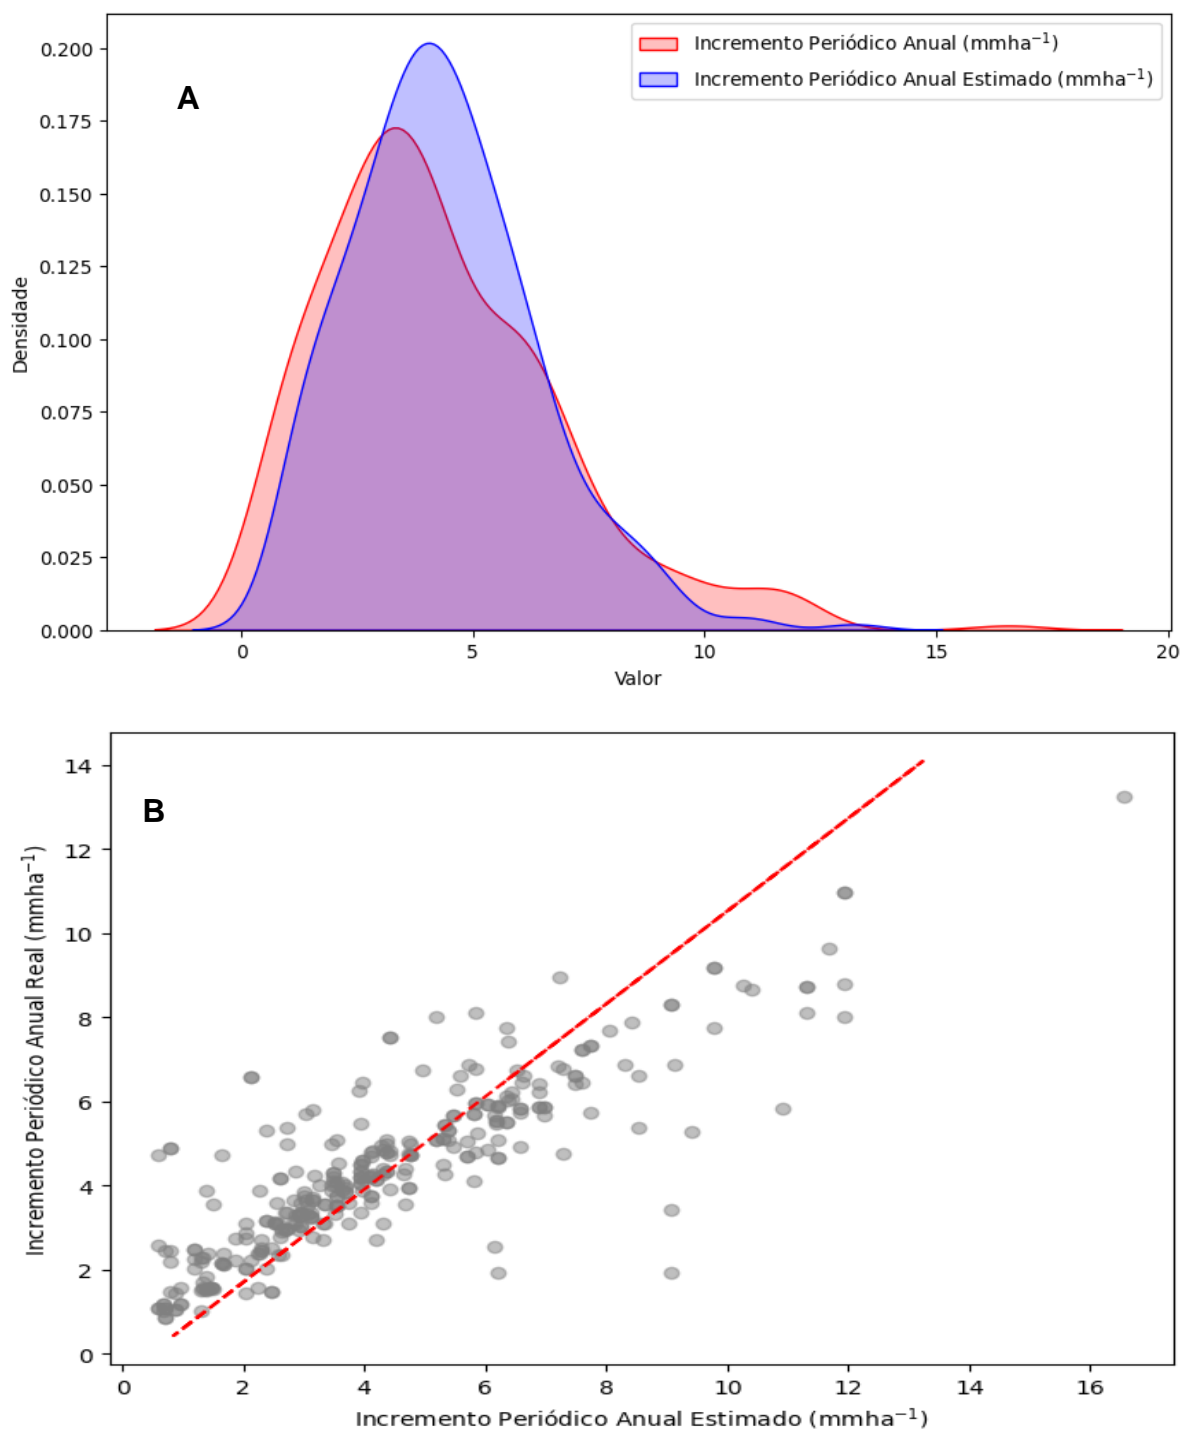 Incremento Periódico Anual (mmha⁻¹)
Incremento Periódico Anual Estimado (mmha⁻¹)
A
0.200
0.175
0.150
0.125
0.100
0.075
0.050
0.025
0.000
Densidade
0 5 10 15 20
Valor
B
14
12
10
8
6
4
2
0
Incremento Periódico Anual Real (mmha⁻¹)
0 2 4 6 8 10 12 14 16
Incremento Periódico Anual Estimado (mmha⁻¹)